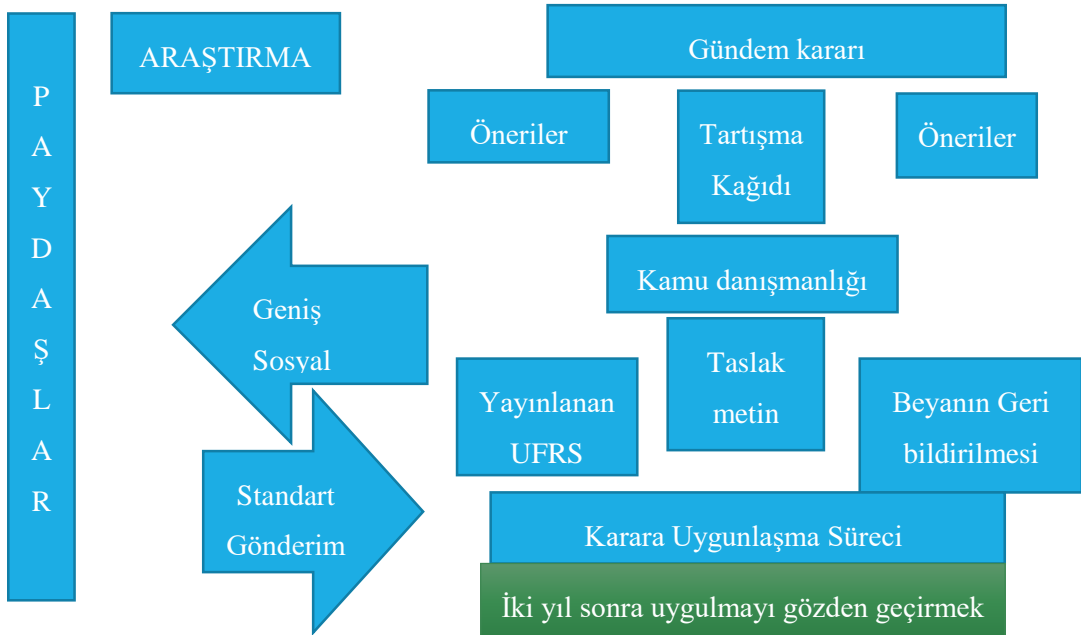 P
A
Y
D
A
Ş
L
A
R
ARAŞTIRMA
Gündem kararı
Öneriler
Tartışma
Kağıdı
Öneriler
Kamu danışmanlığı
Geniş
Sosyal
Taslak
metin
Yayınlanan
UFRS
Beyanın Geri
bildirilmesi
Standart
Gönderim
Karara Uygunlaşma Süreci
İki yıl sonra uygulmayı gözden geçirmek